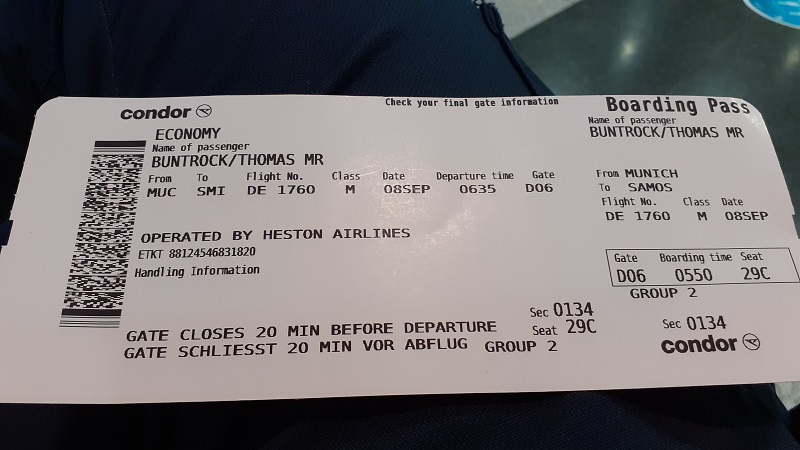 condor
Check your final gate information
Boarding Pass
ECONOMY
Name of passenger
BUNTROCK/THOMAS MR
From To Flight No. Class Date Departure time Gate
MUC SMI DE 1760 M 08SEP 0635 D06
OPERATED BY HESTON AIRLINES
ETKT 88124546831820
Handling Information
Sec 0134
Seat 29C
GATE CLOSES 20 MIN BEFORE DEPARTURE
GATE SCHLIESST 20 MIN VOR ABFLUG GROUP 2
Name of passenger
BUNTROCK/THOMAS MR
From MUNICH
To SAMOS
Flight No. Class Date
DE 1760 M 08SEP
Gate Boarding time Seat
D06 0550 29C
GROUP 2
Sec 0134
condor